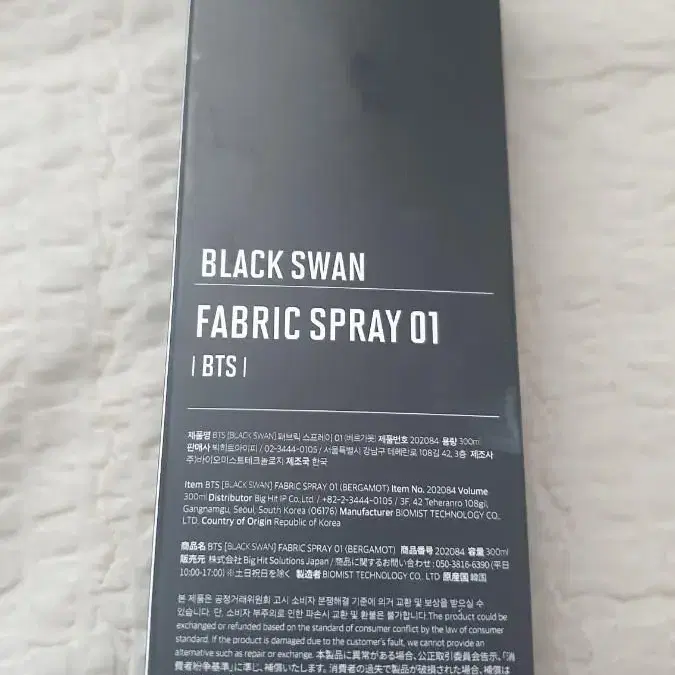 BLACK SWAN
FABRIC SPRAY 01
| BTS |
제품명 BTS [BLACK SWAN] 패브릭 스프레이 01 (베르가못) 제품번호 202084 용량 300ml
판매사 빅히트아이피 / 02-3444-0105 / 서울특별시 강남구 테헤란로 108길 42, 3층 제조사
주)바이오미스트테크놀로지 제조국 한국
Item BTS [BLACK SWAN] FABRIC SPRAY 01 (BERGAMOT) Item No. 202084 Volume
300ml Distributor Big Hit IP Co., Ltd / +82-2-3444-0105 / 3F, 42 Teheranro 108gil,
Gangnamgu, Seoul, South Korea (06176) Manufacturer BIOMIST TECHNOLOGY CO.,
LTD. Country of Origin Republic of Korea
商品名 BTS [BLACK SWAN] FABRIC SPRAY 01 (BERGAMOT) 商品番号 202084 容量 300ml
販売元 株式会社 Big Hit Solutions Japan / 商品に関するお問い合わせ : 050-3816-6390 (平日
10:00-17:00) ※土日祝日を除く 製造者 BIOMIST TECHNOLOGY CO., LTD 原産国 韓国
본 제품은 공정거래위원회 고시 소비자 분쟁해결 기준에 의거 교환 및 보상을 받으실 수
있습니다. 단, 소비자 부주의로 인한 파손시 교환 및 환불은 불가합니다. The product could be
exchanged or refunded based on the standard of consumer conflict by the law of consumer
standard. If the product is damaged due to the customer's fault, we cannot provide an
alternative such as repair or exchange. 本製品に異常がある場合、公正取引委員会告示、「消
費者紛争基準」に準じ、補償いたします。消費者の過失で製品が破損された場合、補償は